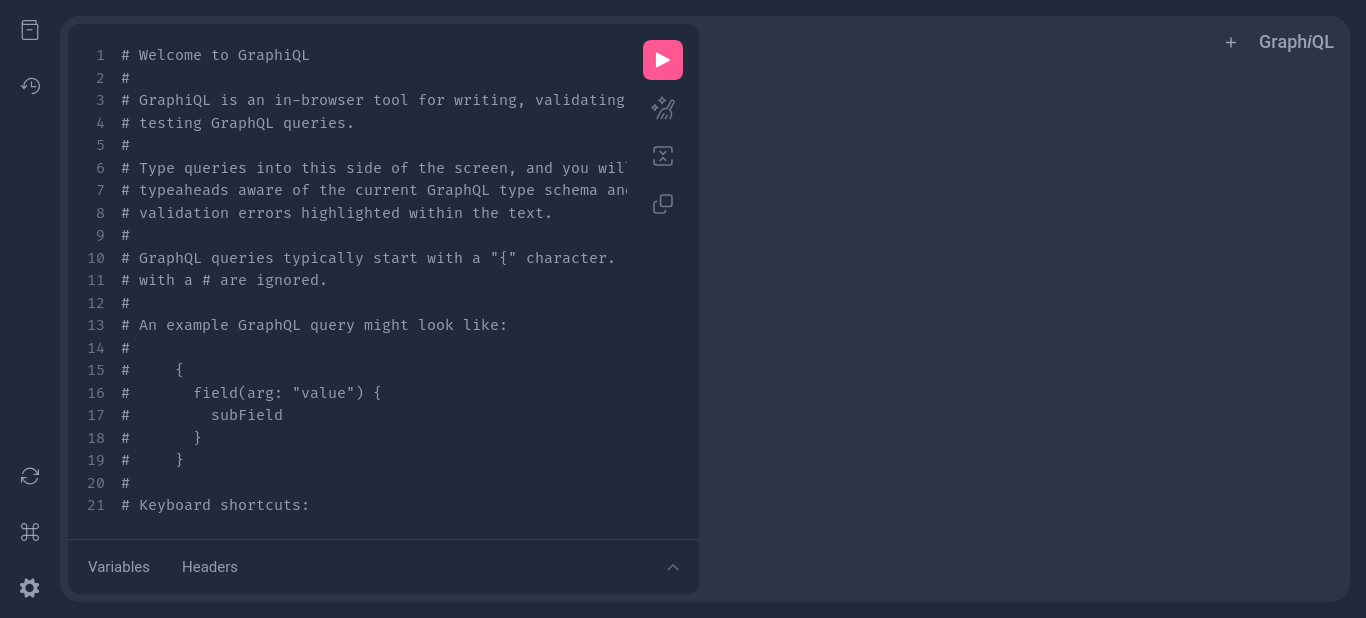 1 # Welcome to GraphiQL
2 #
3 # GraphiQL is an in-browser tool for writing, validating
4 # testing GraphQL queries.
5 #
6 # Type queries into this side of the screen, and you will
7 # typeaheads aware of the current GraphQL type schema and
8 # validation errors highlighted within the text.
9 #
10 # GraphQL queries typically start with a "{" character.
11 # with a # are ignored.
12 #
13 # An example GraphQL query might look like:
14 #
15 #     {
16 #       field(arg: "value") {
17 #         subField
18 #       }
19 #     }
20 #
21 # Keyboard shortcuts:
Variables Headers
+ GraphiQL